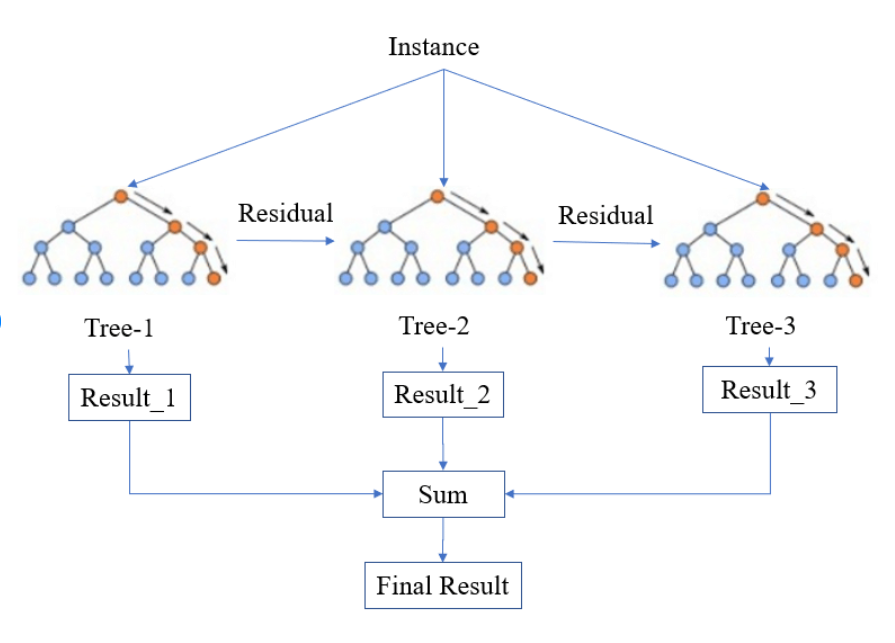 Instance
Residual
Residual
Tree-1
Tree-2
Tree-3
Result_1
Result_2
Result_3
Sum
Final Result